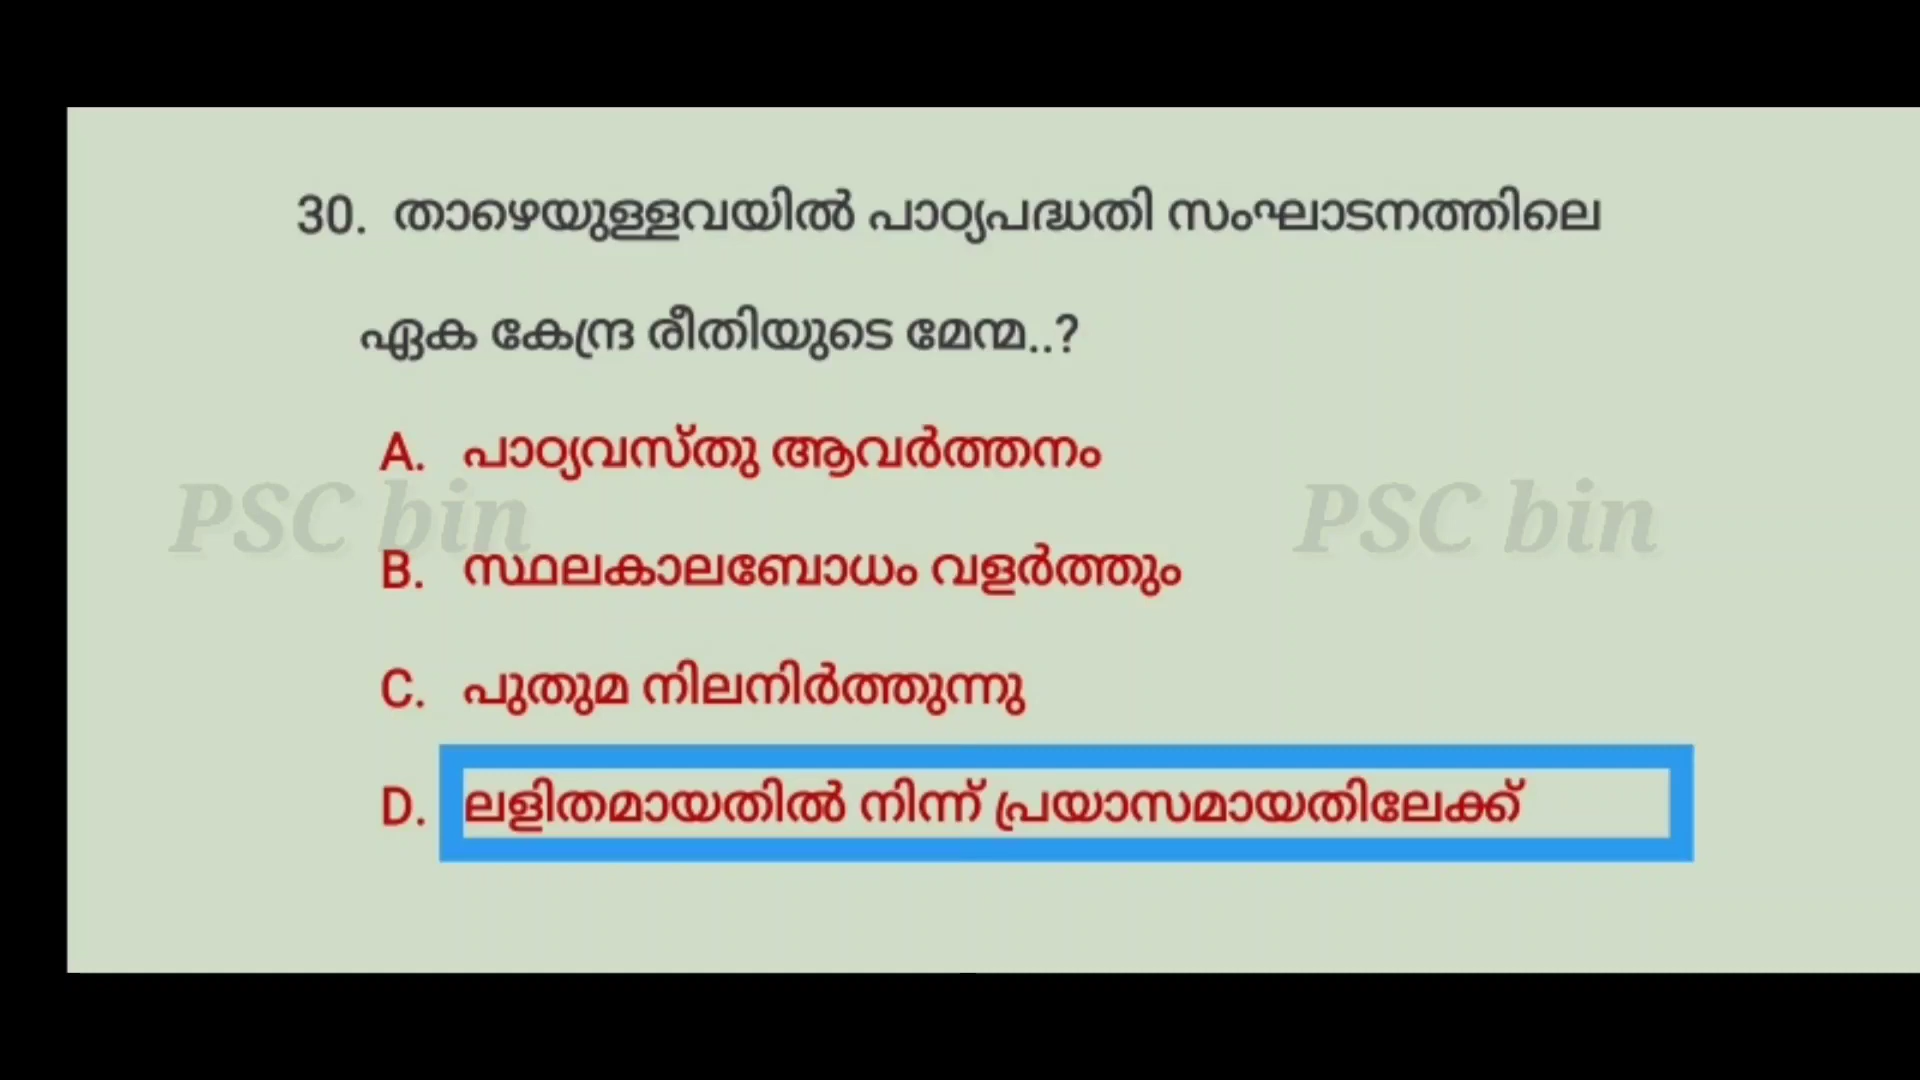 30. താഴെയുള്ളവയിൽ പാഠ്യപദ്ധതി സംഘാടനത്തിലെ
ഏക കേന്ദ്ര രീതിയുടെ മേന്മ..?
A. പാഠ്യവസ്തു ആവർത്തനം
PSC bin PSC bin
B. സ്ഥലകാലബോധം വളർത്തും
C. പുതുമ നിലനിർത്തുന്നു
D. ലളിതമായതിൽ നിന്ന് പ്രയാസമായതിലേക്ക്